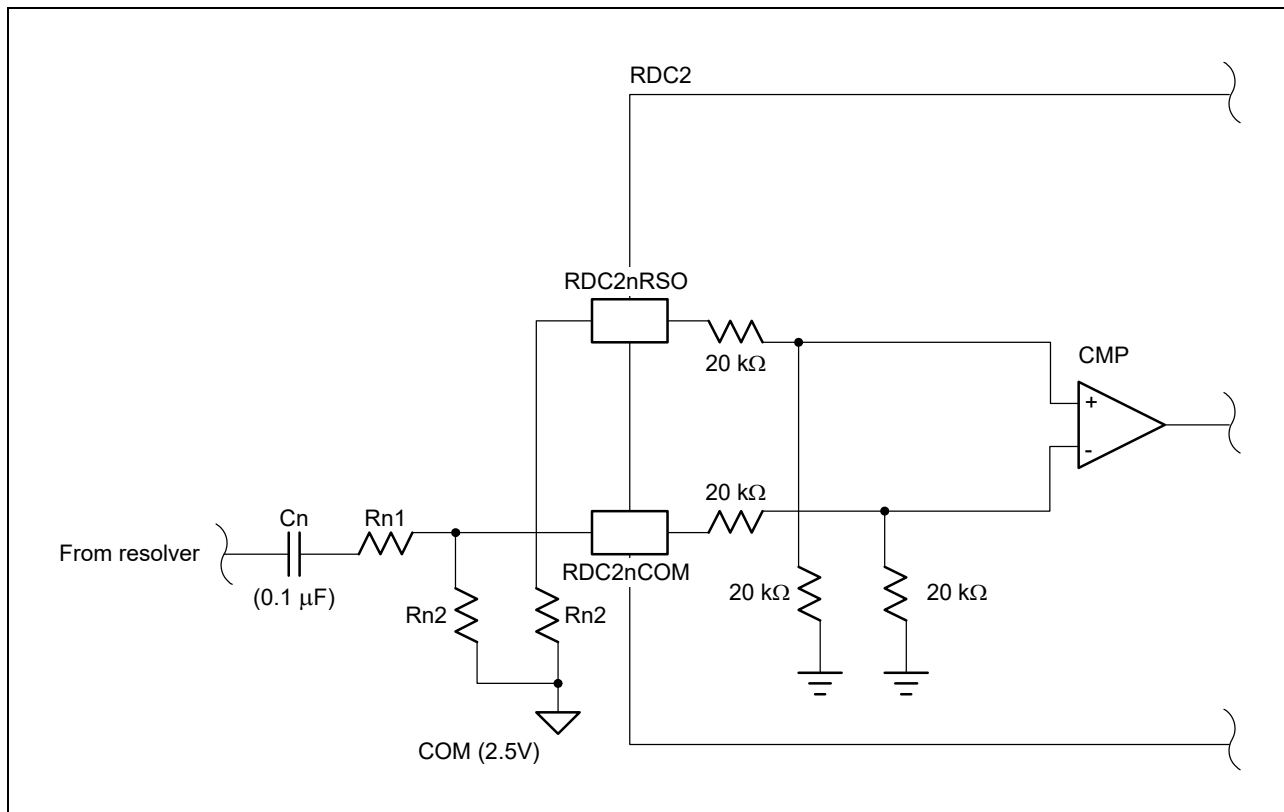 RDC2
RDC2nRSO
20 kΩ
CMP
+
-
20 kΩ
Cn
Rn1
From resolver
(0.1 μF)
RDC2nCOM
Rn2
Rn2
20 kΩ
20 kΩ
COM (2.5V)